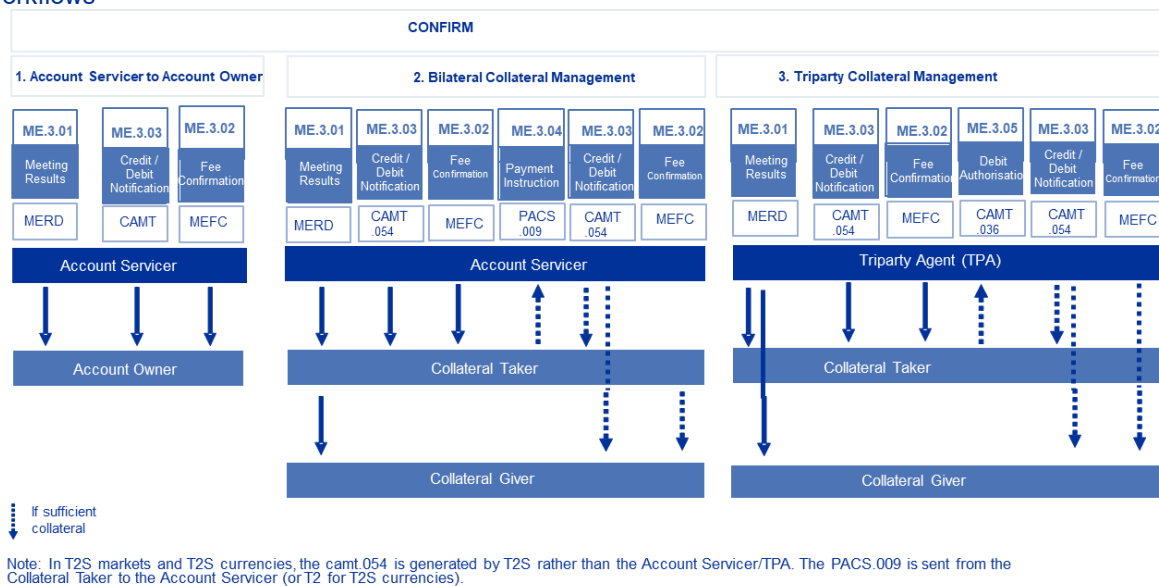 CONFIRM
1. Account Servicer to Account Owner
2. Bilateral Collateral Management
3. Triparty Collateral Management
ME.3.01
ME.3.03
ME.3.02
ME.3.01
ME.3.03
ME.3.02
ME.3.04
ME.3.03
ME.3.02
ME.3.01
ME.3.03
ME.3.02
ME.3.05
ME.3.03
ME.3.02
Meeting
Results
Credit /
Debit
Notification
Fee
Confirmation
Meeting
Results
Credit /
Debit
Notification
Fee
Confirmation
Payment
Instruction
Credit /
Debit
Notification
Fee
Confirmation
Meeting
Results
Credit /
Debit
Notification
Fee
Confirmation
Debit
Authorisatio
Credit /
Debit
Notification
Fee
Confirmation
MERD
CAMT
MEFC
MERD
CAMT
.054
MEFC
PACS
.009
CAMT
.054
MEFC
MERD
CAMT
.054
MEFC
CAMT
.036
CAMT
.054
MEFC
Account Servicer
Account Servicer
Triparty Agent (TPA)
Account Owner
Collateral Taker
Collateral Taker
Collateral Giver
Collateral Giver
If sufficient
collateral
Note: In T2S markets and T2S currencies, the camt.054 is generated by T2S rather than the Account Servicer/TPA. The PACS.009 is sent from the
Collateral Taker to the Account Servicer (or T2 for T2S currencies).